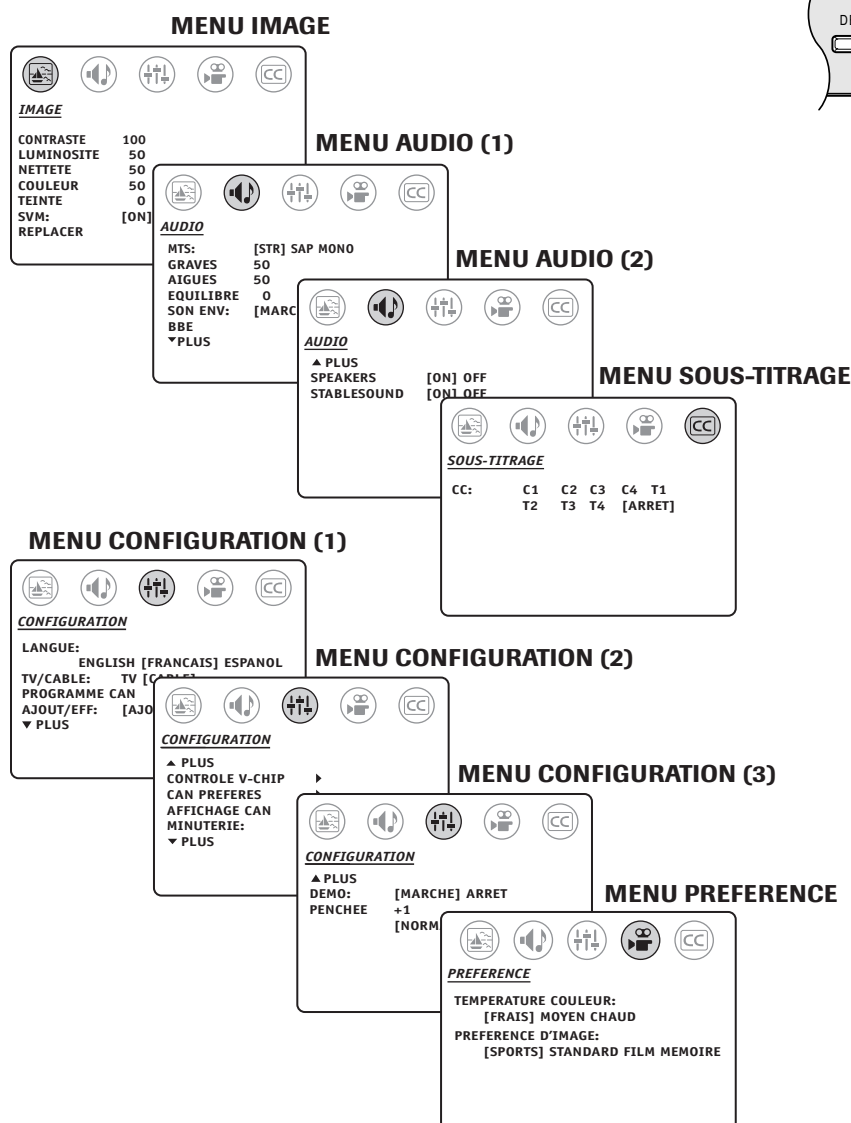 MENU IMAGE
IMAGE
CONTRASTE 100
LUMINOSITE 50
NETTETE 50
COULEUR 50
TEINTE 0
SVM: [ON]
REPLACER
MENU AUDIO (1)
CC
AUDIO
MTS: [STR] SAP MONO
GRAVES 50
AIGUES 50
EQUILIBRE 0
SON ENV:
BBE
▼PLUS
MENU AUDIO (2)
CC
AUDIO
▲ PLUS
SPEAKERS [ON] OFF
STABLESOUND [ON] OFF
MENU SOUS-TITRAGE
CC
SOUS-TITRAGE
CC: C1 C2 C3 C4 T1
T2 T3 T4 [ARRET]
MENU CONFIGURATION (1)
CC
CONFIGURATION
LANGUE:
ENGLISH [FRANCAIS] ESPANOL
TV/CABLE: TV [CABLE]
PROGRAMME CAN
AJOUT/EFF:
▼ PLUS
MENU CONFIGURATION (2)
CC
CONFIGURATION
▲ PLUS
CONTROLE V-CHIP
CAN PREFERES
AFFICHAGE CAN
MINUTERIE:
▼ PLUS
MENU CONFIGURATION (3)
CC
CONFIGURATION
▲ PLUS
DEMO: [MARCHE] ARRET
PENCHEE +1
MENU PREFERENCE
CC
PREFERENCE
TEMPERATURE COULEUR:
[FRAIS] MOYEN CHAUD
PREFERENCE D'IMAGE:
[SPORTS] STANDARD FILM MEMOIRE